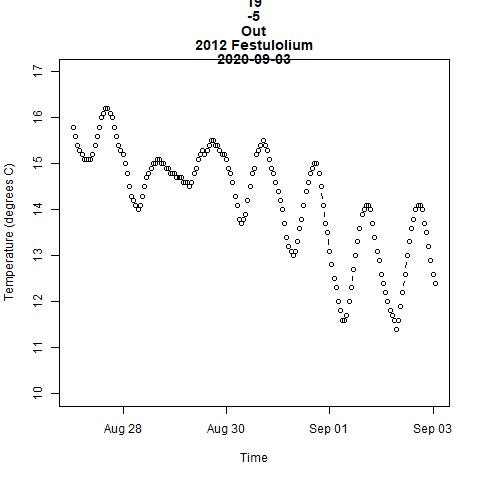 19
-5
Out
2012 Festulolium
2020-09-03
17
16
15
14
13
12
11
10
Temperature (degrees C)
Aug 28
Aug 30
Sep 01
Sep 03
Time